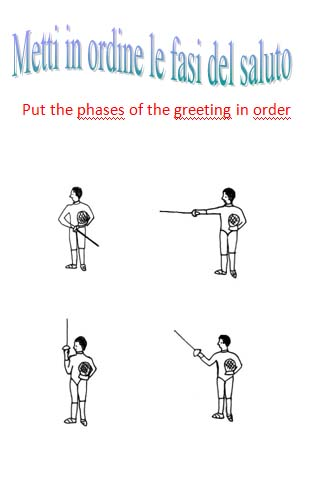 Metti in ordine le fasi del saluto
Put the phases of the greeting in order